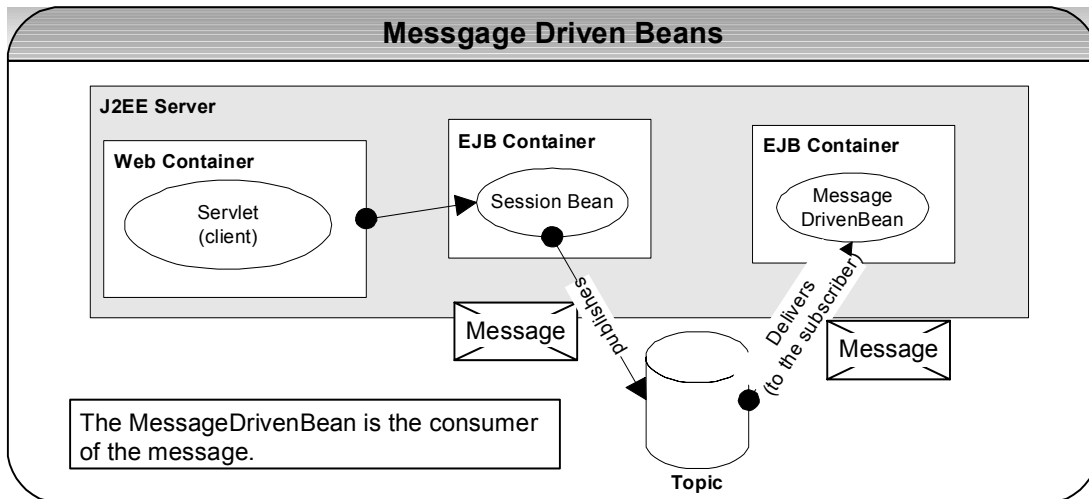 Messgage Driven Beans
J2EE Server
Web Container
Servlet
(client)
EJB Container
Session Bean
EJB Container
Message
DrivenBean
publishes
Message
Delivers
(to the subscriber)
Message
The MessageDrivenBean is the consumer
of the message.
Topic